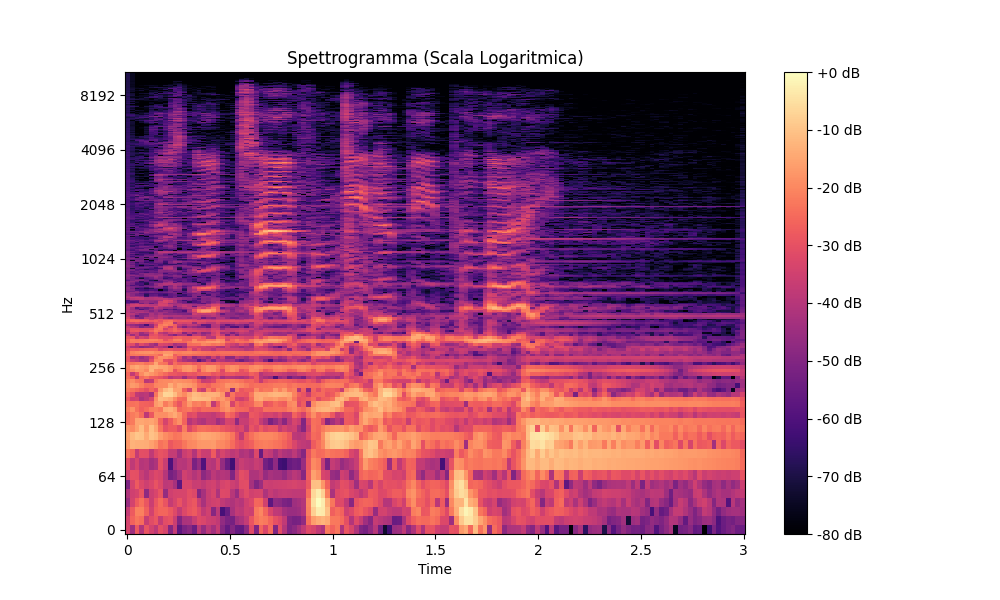 Spettrogramma (Scala Logaritmica)
8192
4096
2048
1024
512
256
128
64
0
Hz
0
0.5
1
1.5
2
2.5
3
Time
+0 dB
-10 dB
-20 dB
-30 dB
-40 dB
-50 dB
-60 dB
-70 dB
-80 dB